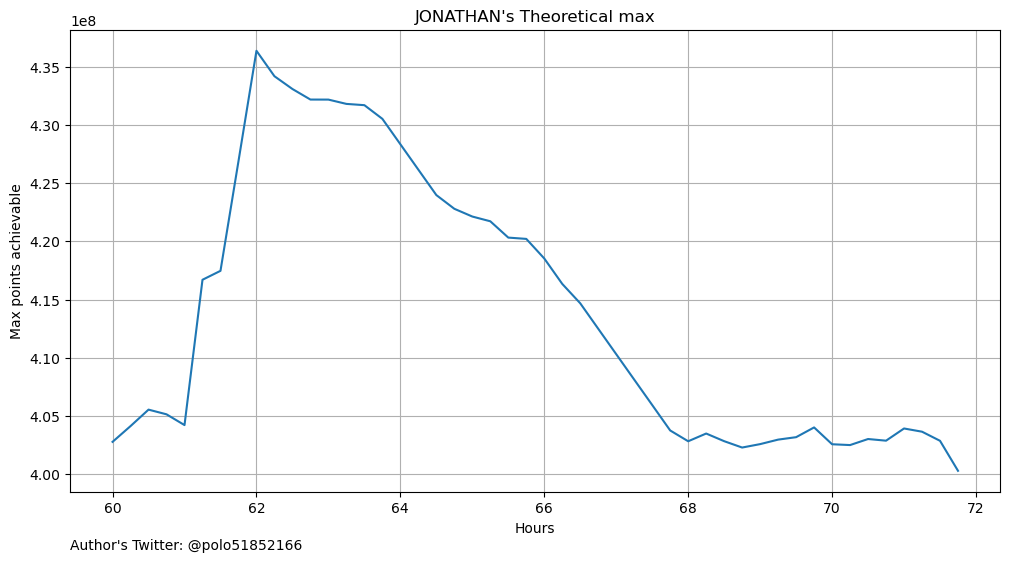 JONATHAN's Theoretical max
1e8
Max points achievable
4.35
4.30
4.25
4.20
4.15
4.10
4.05
4.00
60 62 64 66 68 70 72
Hours
Author's Twitter: @polo51852166